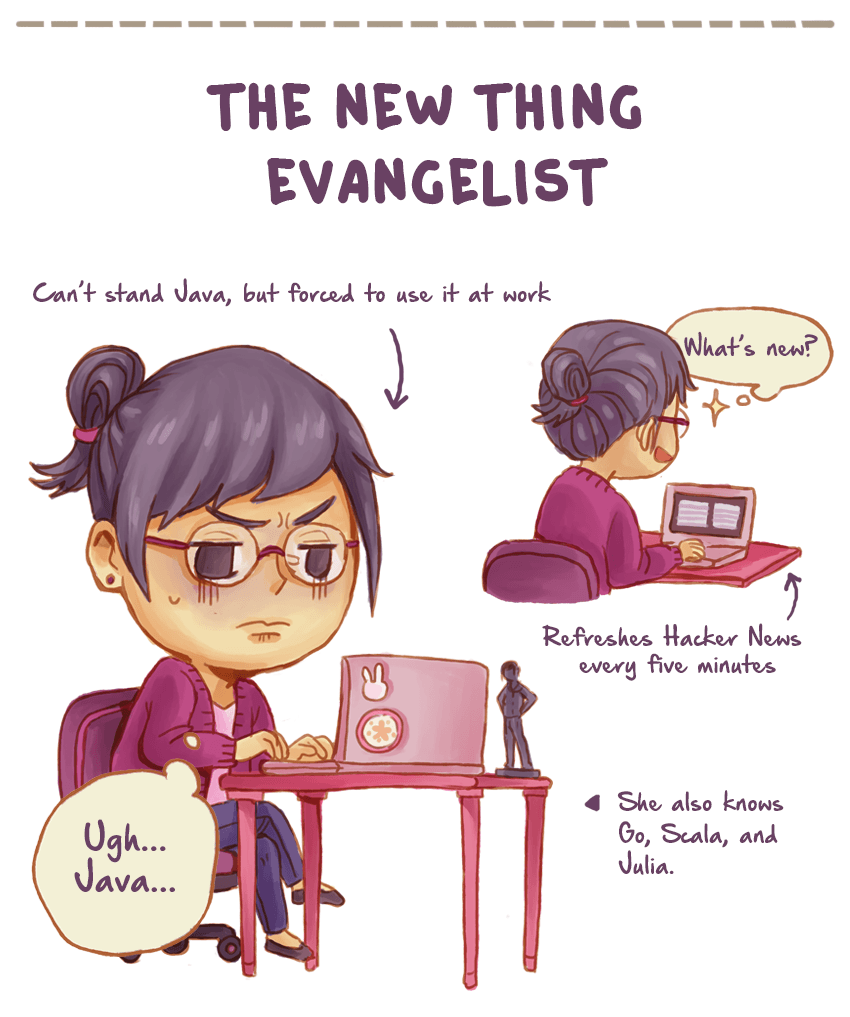 THE NEW THING
EVANGELIST
Can't stand Java, but forced to use it at work
What's new?
Refreshes Hacker News
every five minutes
She also knows
Go, Scala, and
Julia.
Ugh...
Java...